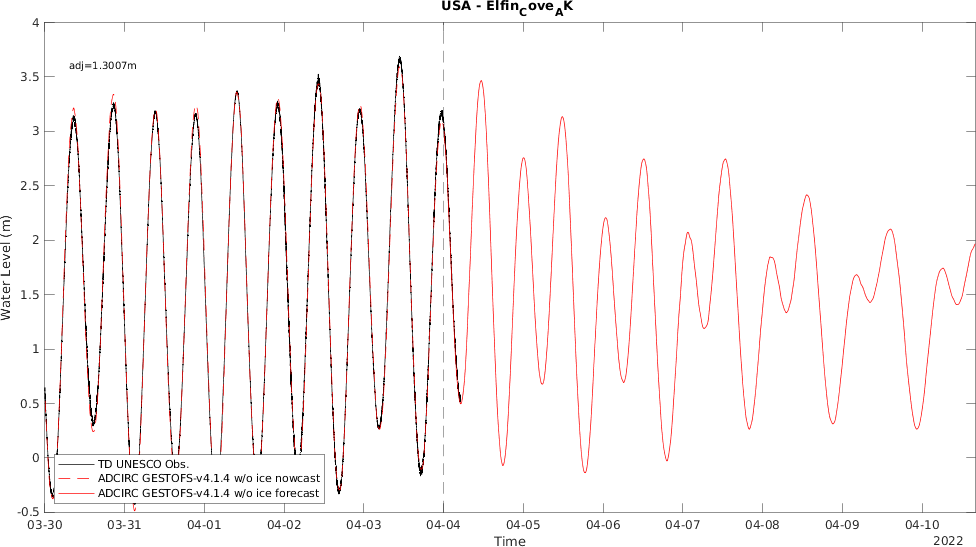 USA - ElfinCoveAK
adj=1.3007m
4
3.5
3
2.5
2
1.5
1
0.5
0
-0.5
Water Level (m)
TD UNESCO Obs.
ADCIRC GESTOFS-v4.1.4 w/o ice nowcast
ADCIRC GESTOFS-v4.1.4 w/o ice forecast
03-30 03-31 04-01 04-02 04-03 04-04 04-05 04-06 04-07 04-08 04-09 04-10
Time
2022